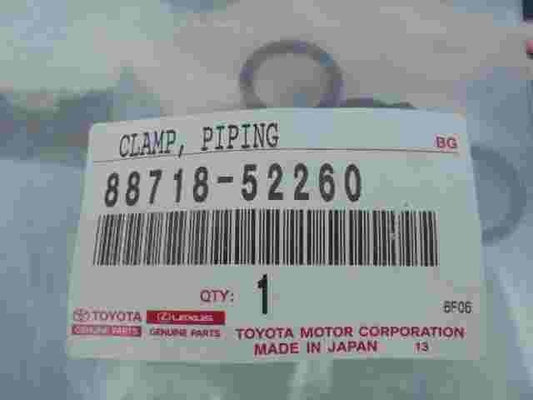 CLAMP, PIPING
BG
88718-52260
QTY: 1
6F06
TOYOTA LEXUS
GENUINE PARTS GENUINE PARTS
TOYOTA MOTOR CORPORATION
MADE IN JAPAN 13